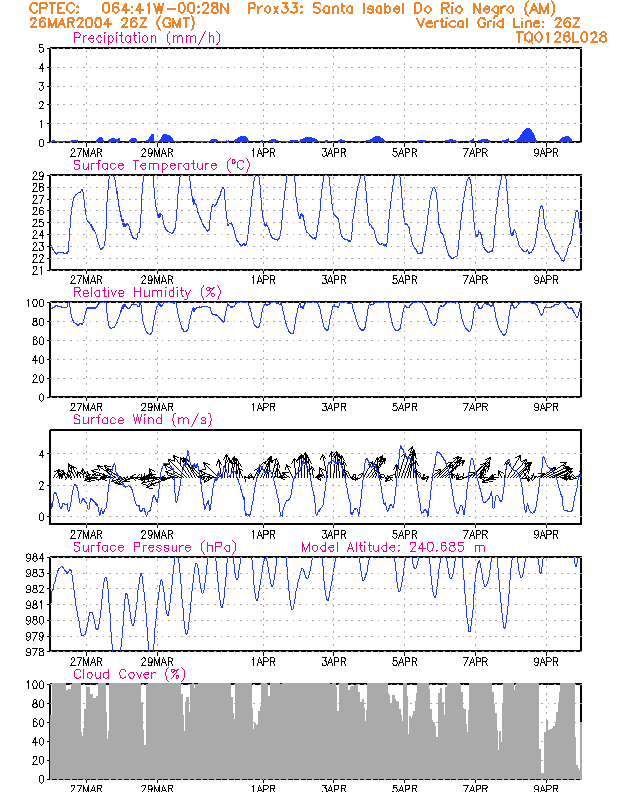 CPTEC: 064:41W-00:28N Prox33: Santa Isabel Do Rio Negro (AM)
26MAR2004 26Z (GMT) Vertical Grid Line: 26Z
Precipitation (mm/h) TQ0126L028
5
4
3
2
1
0
27MAR 29MAR 1APR 3APR 5APR 7APR 9APR
Surface Temperature (ºC)
29
28
27
26
25
24
23
22
21
27MAR 29MAR 1APR 3APR 5APR 7APR 9APR
Relative Humidity (%)
100
80
60
40
20
0
27MAR 29MAR 1APR 3APR 5APR 7APR 9APR
Surface Wind (m/s)
4
2
0
27MAR 29MAR 1APR 3APR 5APR 7APR 9APR
Surface Pressure (hPa) Model Altitude: 240.685 m
984
983
982
981
980
979
978
27MAR 29MAR 1APR 3APR 5APR 7APR 9APR
Cloud Cover (%)
100
80
60
40
20
0
27MAR 29MAR 1APR 3APR 5APR 7APR 9APR